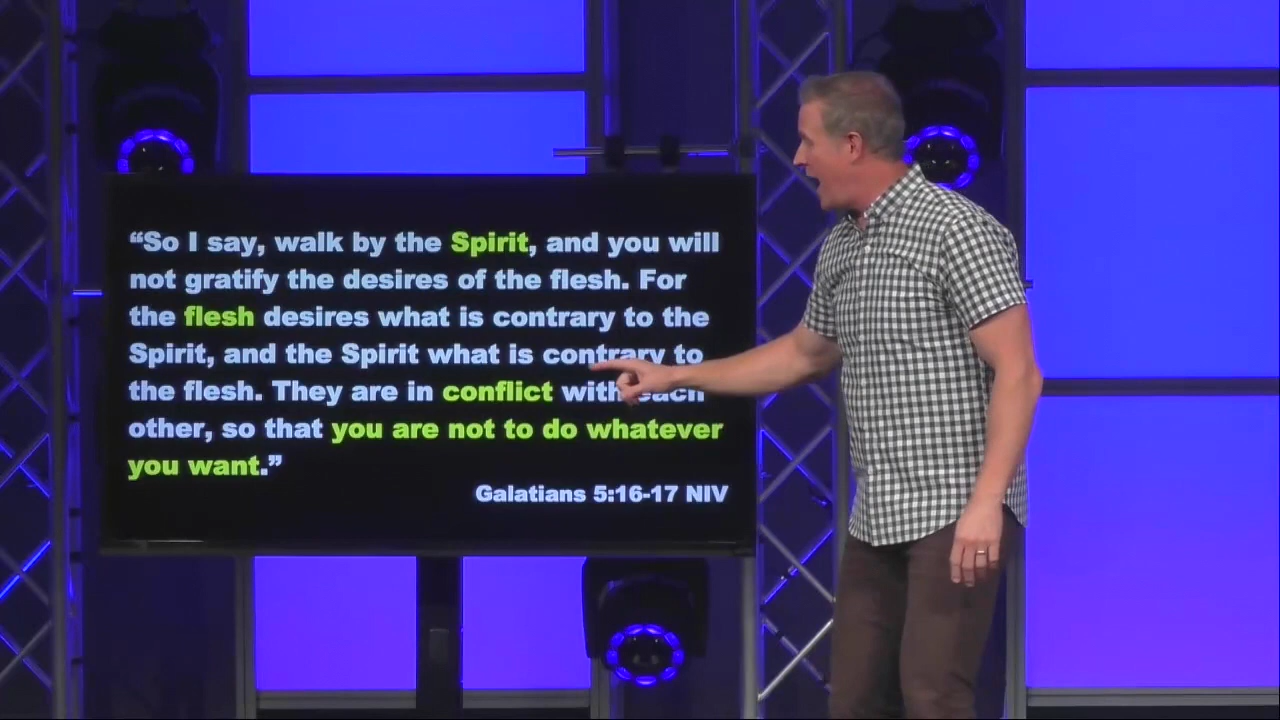 “So I say, walk by the Spirit, and you will
not gratify the desires of the flesh. For
the flesh desires what is contrary to the
Spirit, and the Spirit what is contrary to
the flesh. They are in conflict with each
other, so that you are not to do whatever
you want.”
Galatians 5:16-17 NIV